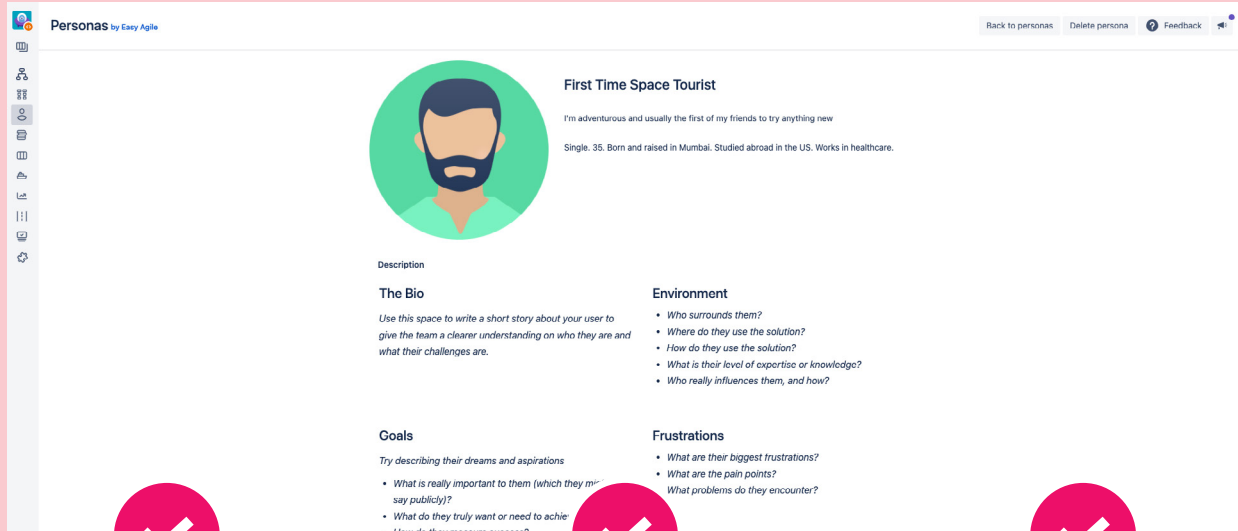 Personas by Easy Agile
Back to personas
Delete persona
? Feedback
First Time Space Tourist
I'm adventurous and usually the first of my friends to try anything new
Single. 35. Born and raised in Mumbai. Studied abroad in the US. Works in healthcare.
Description
The Bio
Use this space to write a short story about your user to
give the team a clearer understanding on who they are and
what their challenges are.
Environment
• Who surrounds them?
• Where do they use the solution?
• How do they use the solution?
• What is their level of expertise or knowledge?
• Who really influences them, and how?
Goals
Try describing their dreams and aspirations
• What is really important to them (which they
say publicly)?
• What do they truly want or need to
Frustrations
• What are their biggest frustrations?
• What are the pain points?
What problems do they encounter?